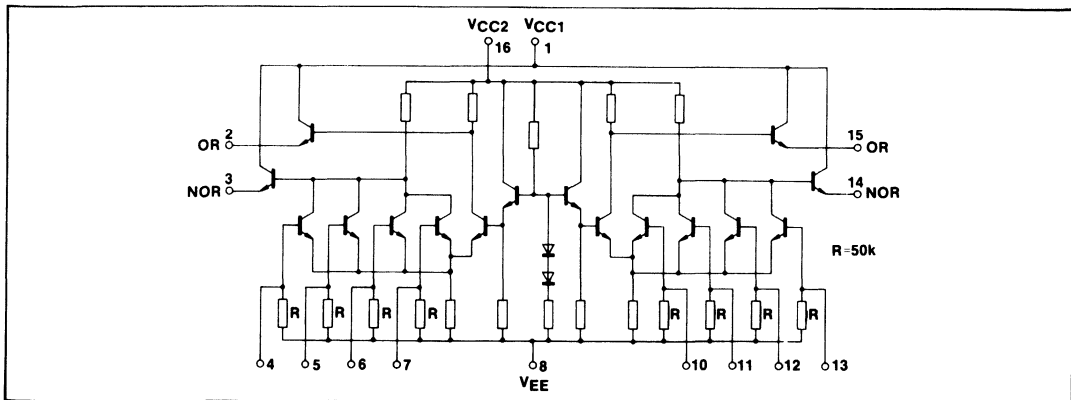 VCC2 VCC1
16 1
2 15
OR OR
3 14
NOR NOR
R=50k
R R R R R R R R
4 5 6 7 8 10 11 12 13
VEE